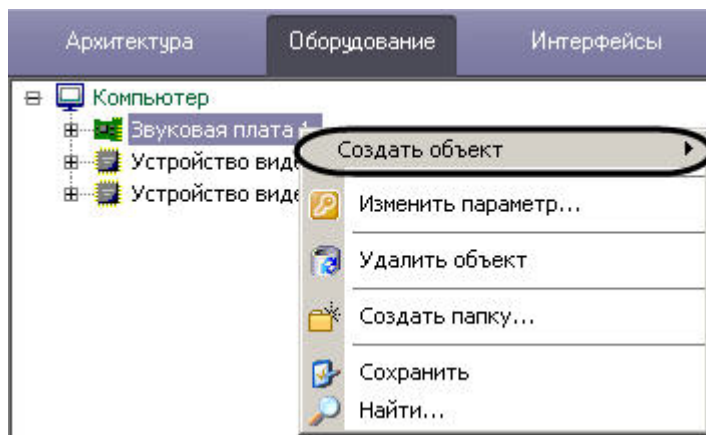 Архитектура Оборудование Интерфейсы
Компьютер
Звуковая плата 1
Устройство виде
Устройство виде
Создать объект
Изменить параметр...
Удалить объект
Создать папку...
Сохранить
Найти...